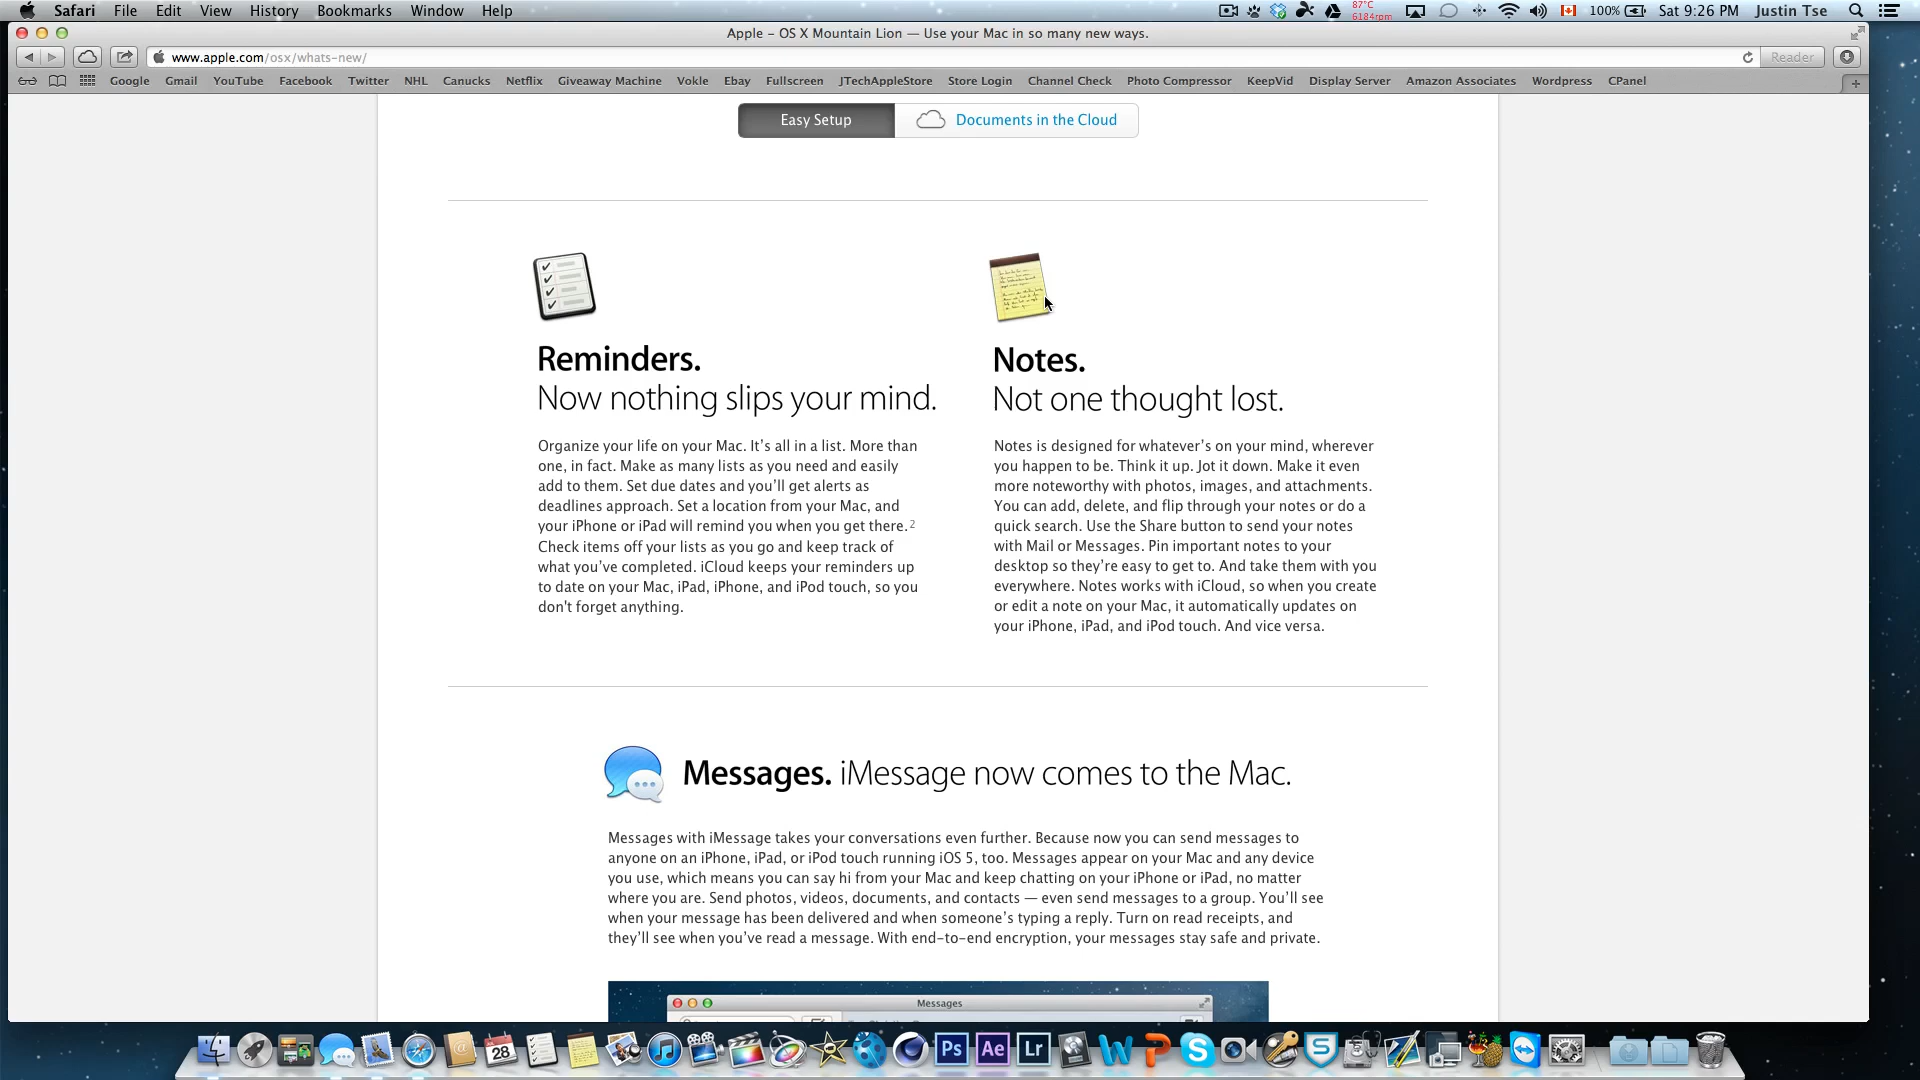 Safari File Edit View History Bookmarks Window Help 87°C 6184rpm 100% Sat 9:26 PM Justin Tse
Apple – OS X Mountain Lion — Use your Mac in so many new ways.
www.apple.com/osx/whats-new/ Reader
Google Gmail YouTube Facebook Twitter NHL Canucks Netflix Giveaway Machine Vokle Ebay Fullscreen JTechAppleStore Store Login Channel Check Photo Compressor KeepVid Display Server Amazon Associates Wordpress CPanel
Easy Setup Documents in the Cloud
Reminders.
Now nothing slips your mind.
Organize your life on your Mac. It's all in a list. More than
one, in fact. Make as many lists as you need and easily
add to them. Set due dates and you'll get alerts as
deadlines approach. Set a location from your Mac, and
your iPhone or iPad will remind you when you get there.²
Check items off your lists as you go and keep track of
what you've completed. iCloud keeps your reminders up
to date on your Mac, iPad, iPhone, and iPod touch, so you
don't forget anything.
Notes.
Not one thought lost.
Notes is designed for whatever's on your mind, wherever
you happen to be. Think it up. Jot it down. Make it even
more noteworthy with photos, images, and attachments.
You can add, delete, and flip through your notes or do a
quick search. Use the Share button to send your notes
with Mail or Messages. Pin important notes to your
desktop so they're easy to get to. And take them with you
everywhere. Notes works with iCloud, so when you create
or edit a note on your Mac, it automatically updates on
your iPhone, iPad, and iPod touch. And vice versa.
Messages. iMessage now comes to the Mac.
Messages with iMessage takes your conversations even further. Because now you can send messages to
anyone on an iPhone, iPad, or iPod touch running iOS 5, too. Messages appear on your Mac and any device
you use, which means you can say hi from your Mac and keep chatting on your iPhone or iPad, no matter
where you are. Send photos, videos, documents, and contacts — even send messages to a group. You'll see
when your message has been delivered and when someone's typing a reply. Turn on read receipts, and
they'll see when you've read a message. With end-to-end encryption, your messages stay safe and private.
Messages
28 Ps Ae Lr